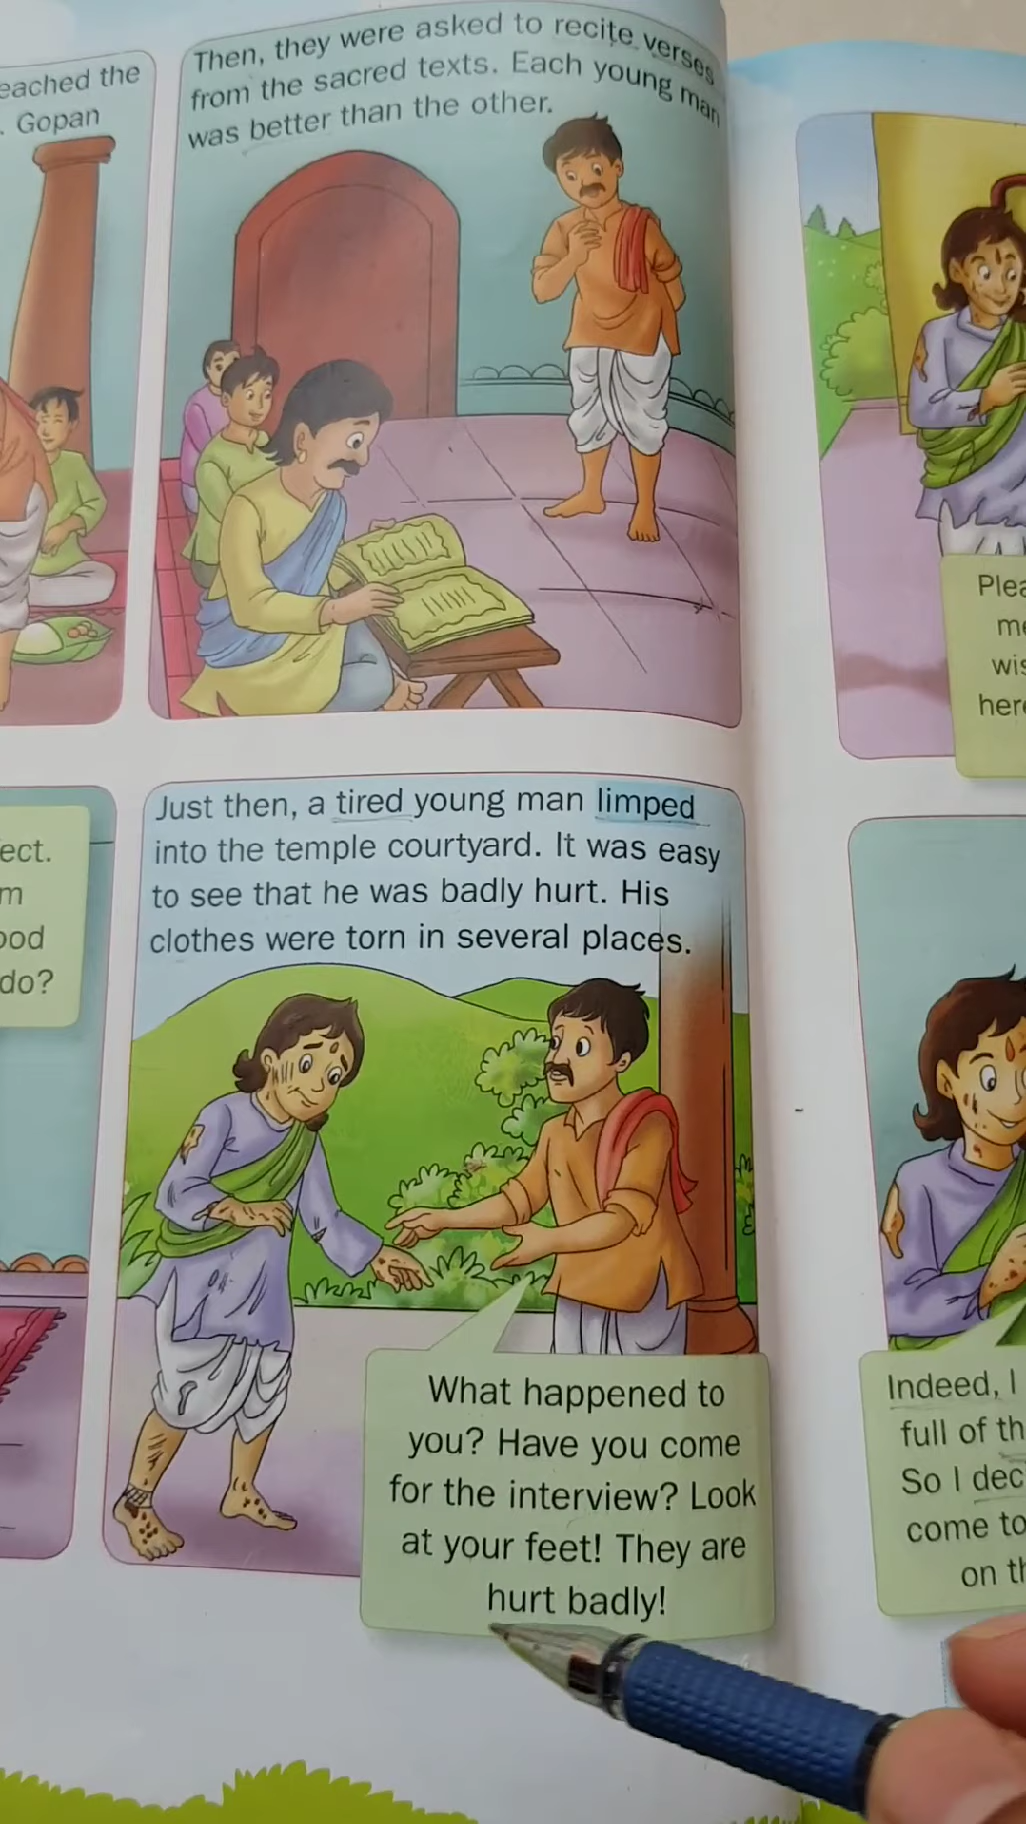 eached the
. Gopan
Then, they were asked to recite verses
from the sacred texts. Each young man
was better than the other.
ect.
m
ood
do?
Just then, a tired young man limped
into the temple courtyard. It was easy
to see that he was badly hurt. His
clothes were torn in several places.
What happened to
you? Have you come
for the interview? Look
at your feet! They are
hurt badly!
Plea
me
wis
here
Indeed, I
full of th
So I dec
come to
on th